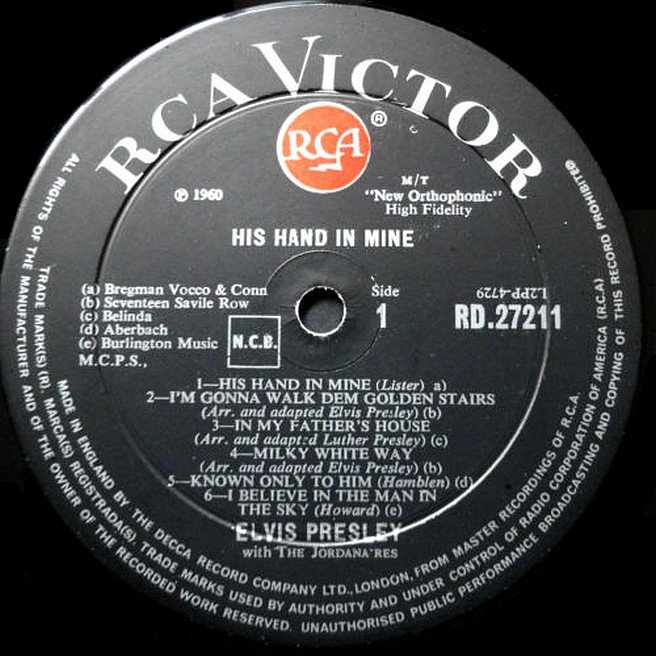 RCA VICTOR
RCA
®
℗ 1960
M/T
"New Orthophonic"
High Fidelity
HIS HAND IN MINE
(a) Bregman Vocco & Conn
(b) Seventeen Savile Row
(c) Belinda
(d) Aberbach
(e) Burlington Music
M.C.P.S.,
N.C.B.
Side
1
L2PP-4729
RD.27211
1—HIS HAND IN MINE (Lister) a)
2—I'M GONNA WALK DEM GOLDEN STAIRS
(Arr. and adapted Elvis Presley) (b)
3—IN MY FATHER'S HOUSE
(Arr. and adapted Luther Presley) (c)
4—MILKY WHITE WAY
(Arr. and adapted Elvis Presley) (b)
5—KNOWN ONLY TO HIM (Hamblen) (d)
6—I BELIEVE IN THE MAN IN
THE SKY (Howard) (e)
ELVIS PRESLEY
with THE JORDANAIRES
ALL RIGHTS OF THE MANUFACTURER AND OF THE OWNER OF THE RECORDED WORK RESERVED. UNAUTHORISED PUBLIC PERFORMANCE BROADCASTING AND COPYING OF THIS RECORD PROHIBITED
TRADE MARK(S) (R). MARCA(S) REGISTRADA(S) TRADE MARKS USED BY AUTHORITY AND UNDER CONTROL OF RADIO CORPORATION OF AMERICA (R.C.A)
MADE IN ENGLAND BY THE DECCA RECORD COMPANY LTD., LONDON, FROM MASTER RECORDINGS OF R.C.A.